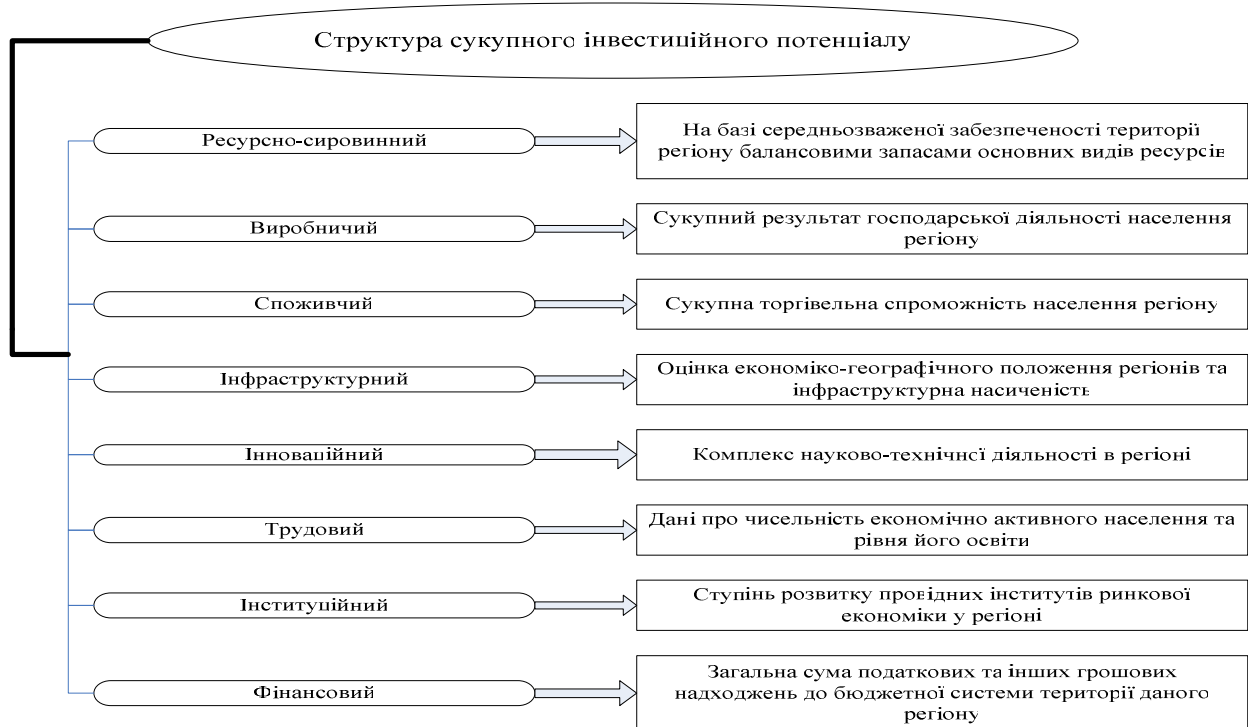 Структура сукупного інвестиційного потенціалу
Ресурсно-сировинний
На базі середньозваженої забезпеченості території
регіону балансовими запасами основних видів ресурсів
Виробничий
Сукупний результат господарської діяльності населення
регіону
Споживчий
Сукупна торгівельна спроможність населення регіону
Інфраструктурний
Оцінка економіко-географічного положення регіонів та
інфраструктурна насиченість
Інноваційний
Комплекс науково-технічної діяльності в регіоні
Трудовий
Дані про чисельність економічно активного населення та
рівня його освіти
Інституційний
Ступінь розвитку провідних інститутів ринкової
економіки у регіоні
Фінансовий
Загальна сума податкових та інших грошових
надходжень до бюджетної системи території даного
регіону